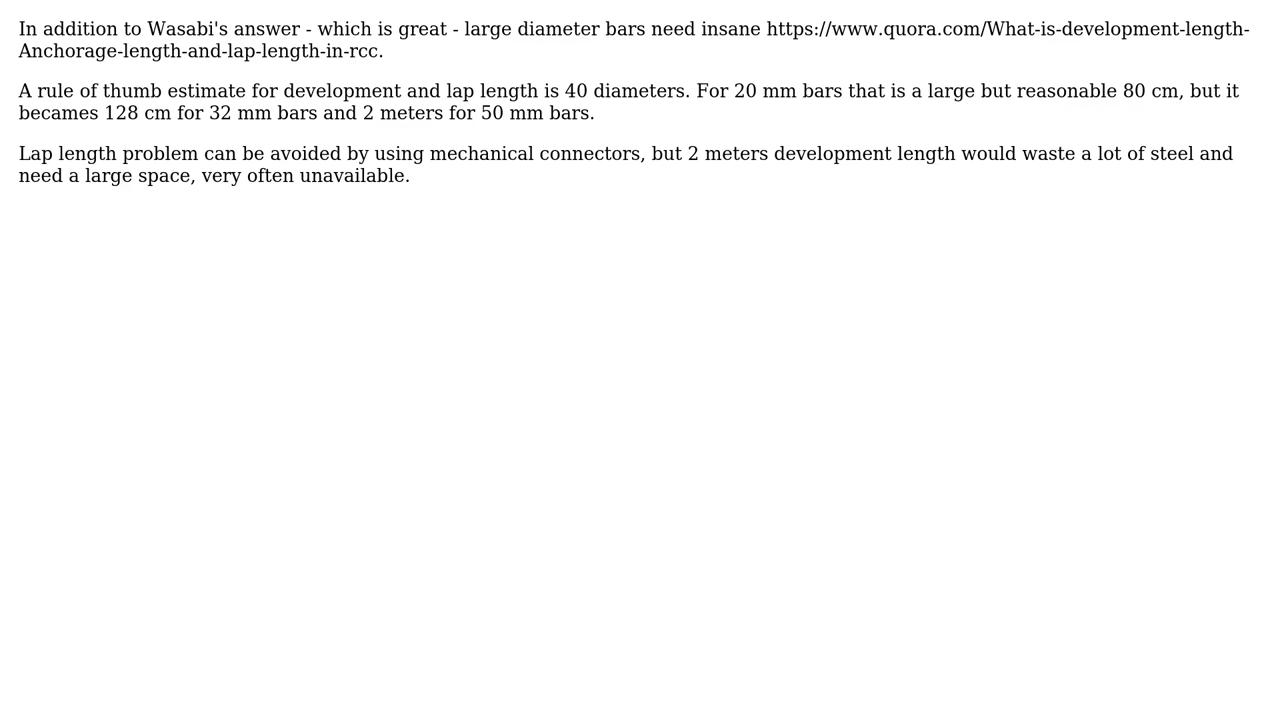 In addition to Wasabi's answer - which is great - large diameter bars need insane https://www.quora.com/What-is-development-length-
Anchorage-length-and-lap-length-in-rcc.
A rule of thumb estimate for development and lap length is 40 diameters. For 20 mm bars that is a large but reasonable 80 cm, but it
becames 128 cm for 32 mm bars and 2 meters for 50 mm bars.
Lap length problem can be avoided by using mechanical connectors, but 2 meters development length would waste a lot of steel and
need a large space, very often unavailable.